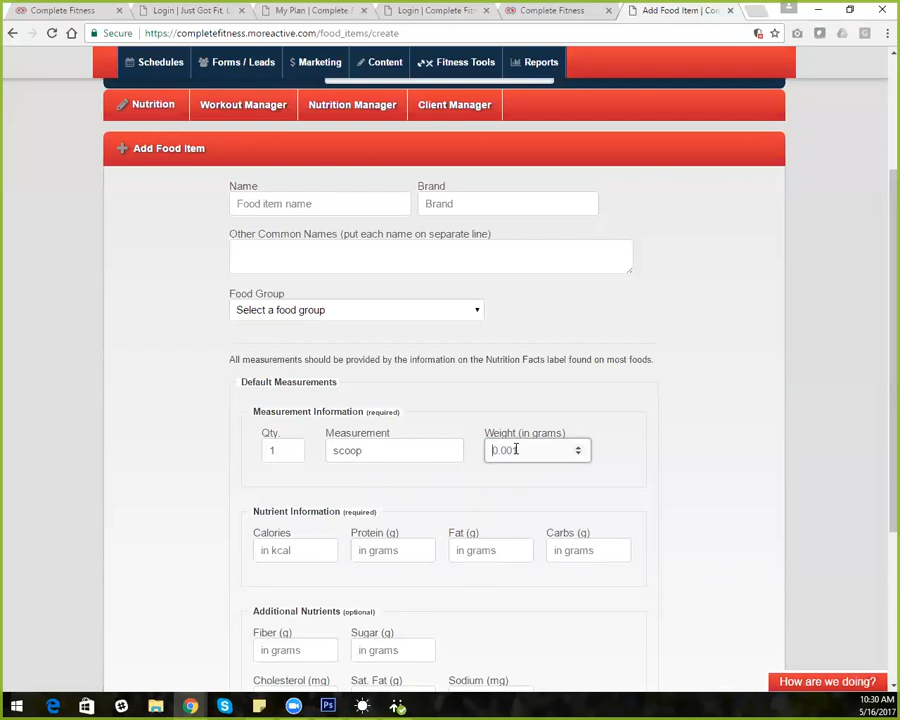 Complete Fitness
Login | Just Got Fit, L
My Plan | Complete F
Login | Complete Fitn
Complete Fitness
Add Food Item | Con
Secure | https://completefitness.moreactive.com/food_items/create
Schedules
Forms / Leads
Marketing
Content
Fitness Tools
Reports
Nutrition
Workout Manager
Nutrition Manager
Client Manager
Add Food Item
Name
Brand
Food item name
Brand
Other Common Names (put each name on separate line)
Food Group
Select a food group
All measurements should be provided by the information on the Nutrition Facts label found on most foods.
Default Measurements
Measurement Information (required)
Qty.
Measurement
Weight (in grams)
1
scoop
0.001
Nutrient Information (required)
Calories
Protein (g)
Fat (g)
Carbs (g)
in kcal
in grams
in grams
in grams
Additional Nutrients (optional)
Fiber (g)
Sugar (g)
in grams
in grams
Cholesterol (mg)
Sat. Fat (g)
Sodium (mg)
How are we doing?
Ps
10:30 AM
5/16/2017